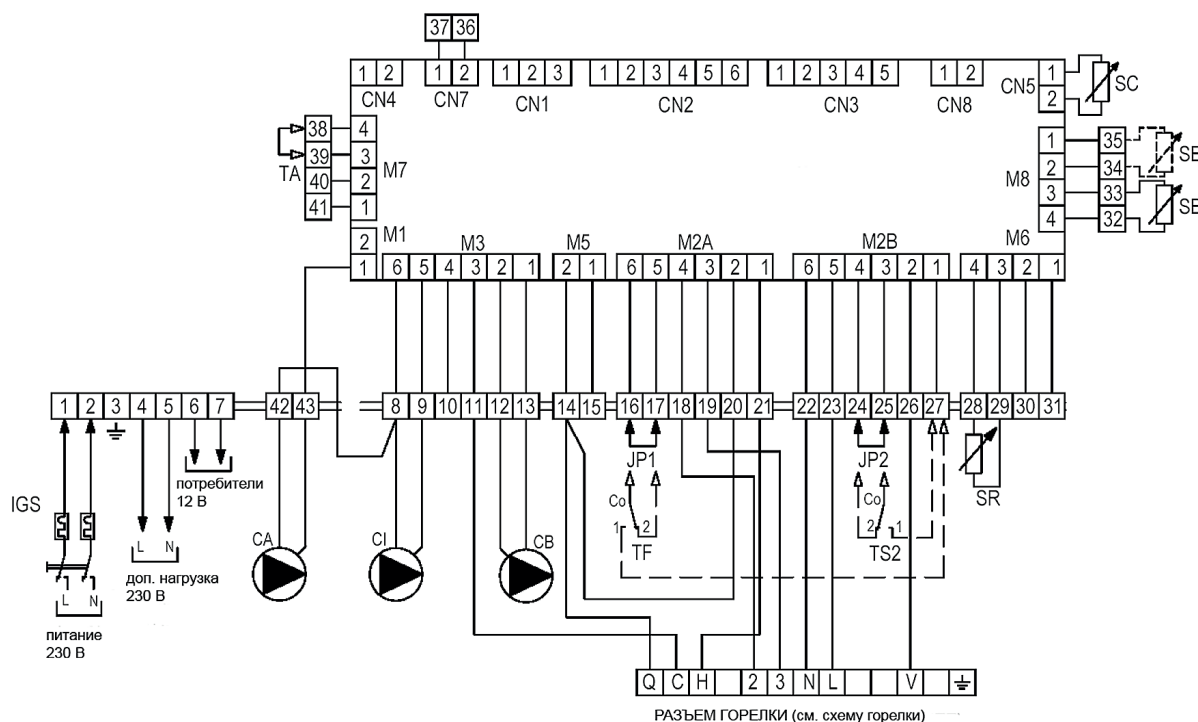 37 36
1 2 1 2 1 2 3 1 2 3 4 5 6 1 2 3 4 5 1 2 1
CN4 CN7 CN1 CN2 CN3 CN8 CN5 SC
2
38 4 1 35
39 3 2 34 SE
TA M7 M8
40 2 3 33
41 1 4 32 SE
M1 M3 M5 M2A M2B M6
2
1 6 5 4 3 2 1 2 1 6 5 4 3 2 1 6 5 4 3 2 1 4 3 2 1
1 2 3 4 5 6 7 42 43 8 9 10 11 12 13 14 15 16 17 18 19 20 21 22 23 24 25 26 27 28 29 30 31
JP1 JP2
потребители
12 В
IGS
SR
Co Co
1 2 2 1
TF TS2
CA CI CB
L N
доп. нагрузка
230 В
L N
питание
230 В
Q C H 2 3 N L V
РАЗЪЕМ ГОРЕЛКИ (см. схему горелки)